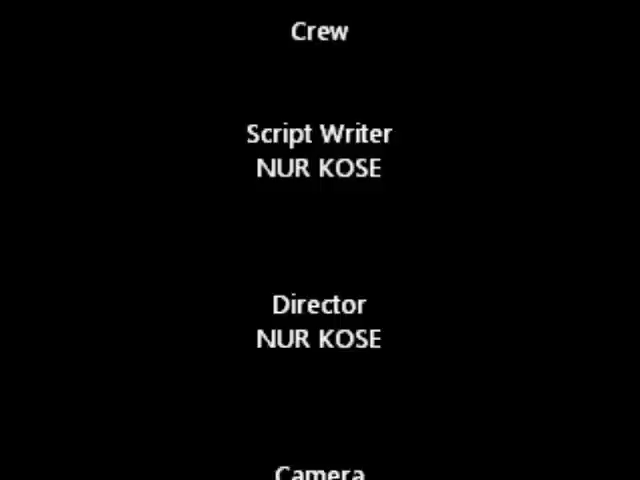 Crew
Script Writer
NUR KOSE
Director
NUR KOSE
Camera